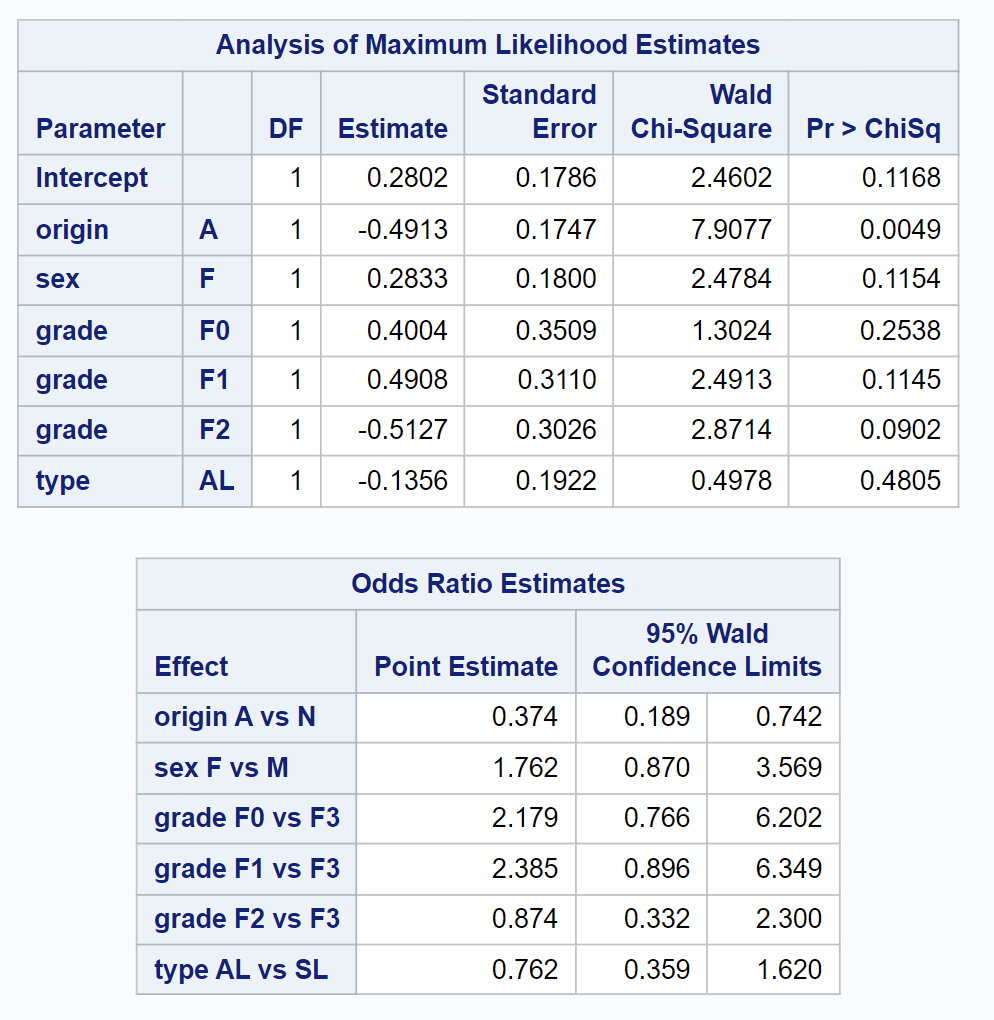 Analysis of Maximum Likelihood Estimates
Parameter DF Estimate Standard Error Wald Chi-Square Pr > ChiSq
Intercept 1 0.2802 0.1786 2.4602 0.1168
origin A 1 -0.4913 0.1747 7.9077 0.0049
sex F 1 0.2833 0.1800 2.4784 0.1154
grade F0 1 0.4004 0.3509 1.3024 0.2538
grade F1 1 0.4908 0.3110 2.4913 0.1145
grade F2 1 -0.5127 0.3026 2.8714 0.0902
type AL 1 -0.1356 0.1922 0.4978 0.4805
Odds Ratio Estimates
Effect Point Estimate 95% Wald Confidence Limits
origin A vs N 0.374 0.189 0.742
sex F vs M 1.762 0.870 3.569
grade F0 vs F3 2.179 0.766 6.202
grade F1 vs F3 2.385 0.896 6.349
grade F2 vs F3 0.874 0.332 2.300
type AL vs SL 0.762 0.359 1.620